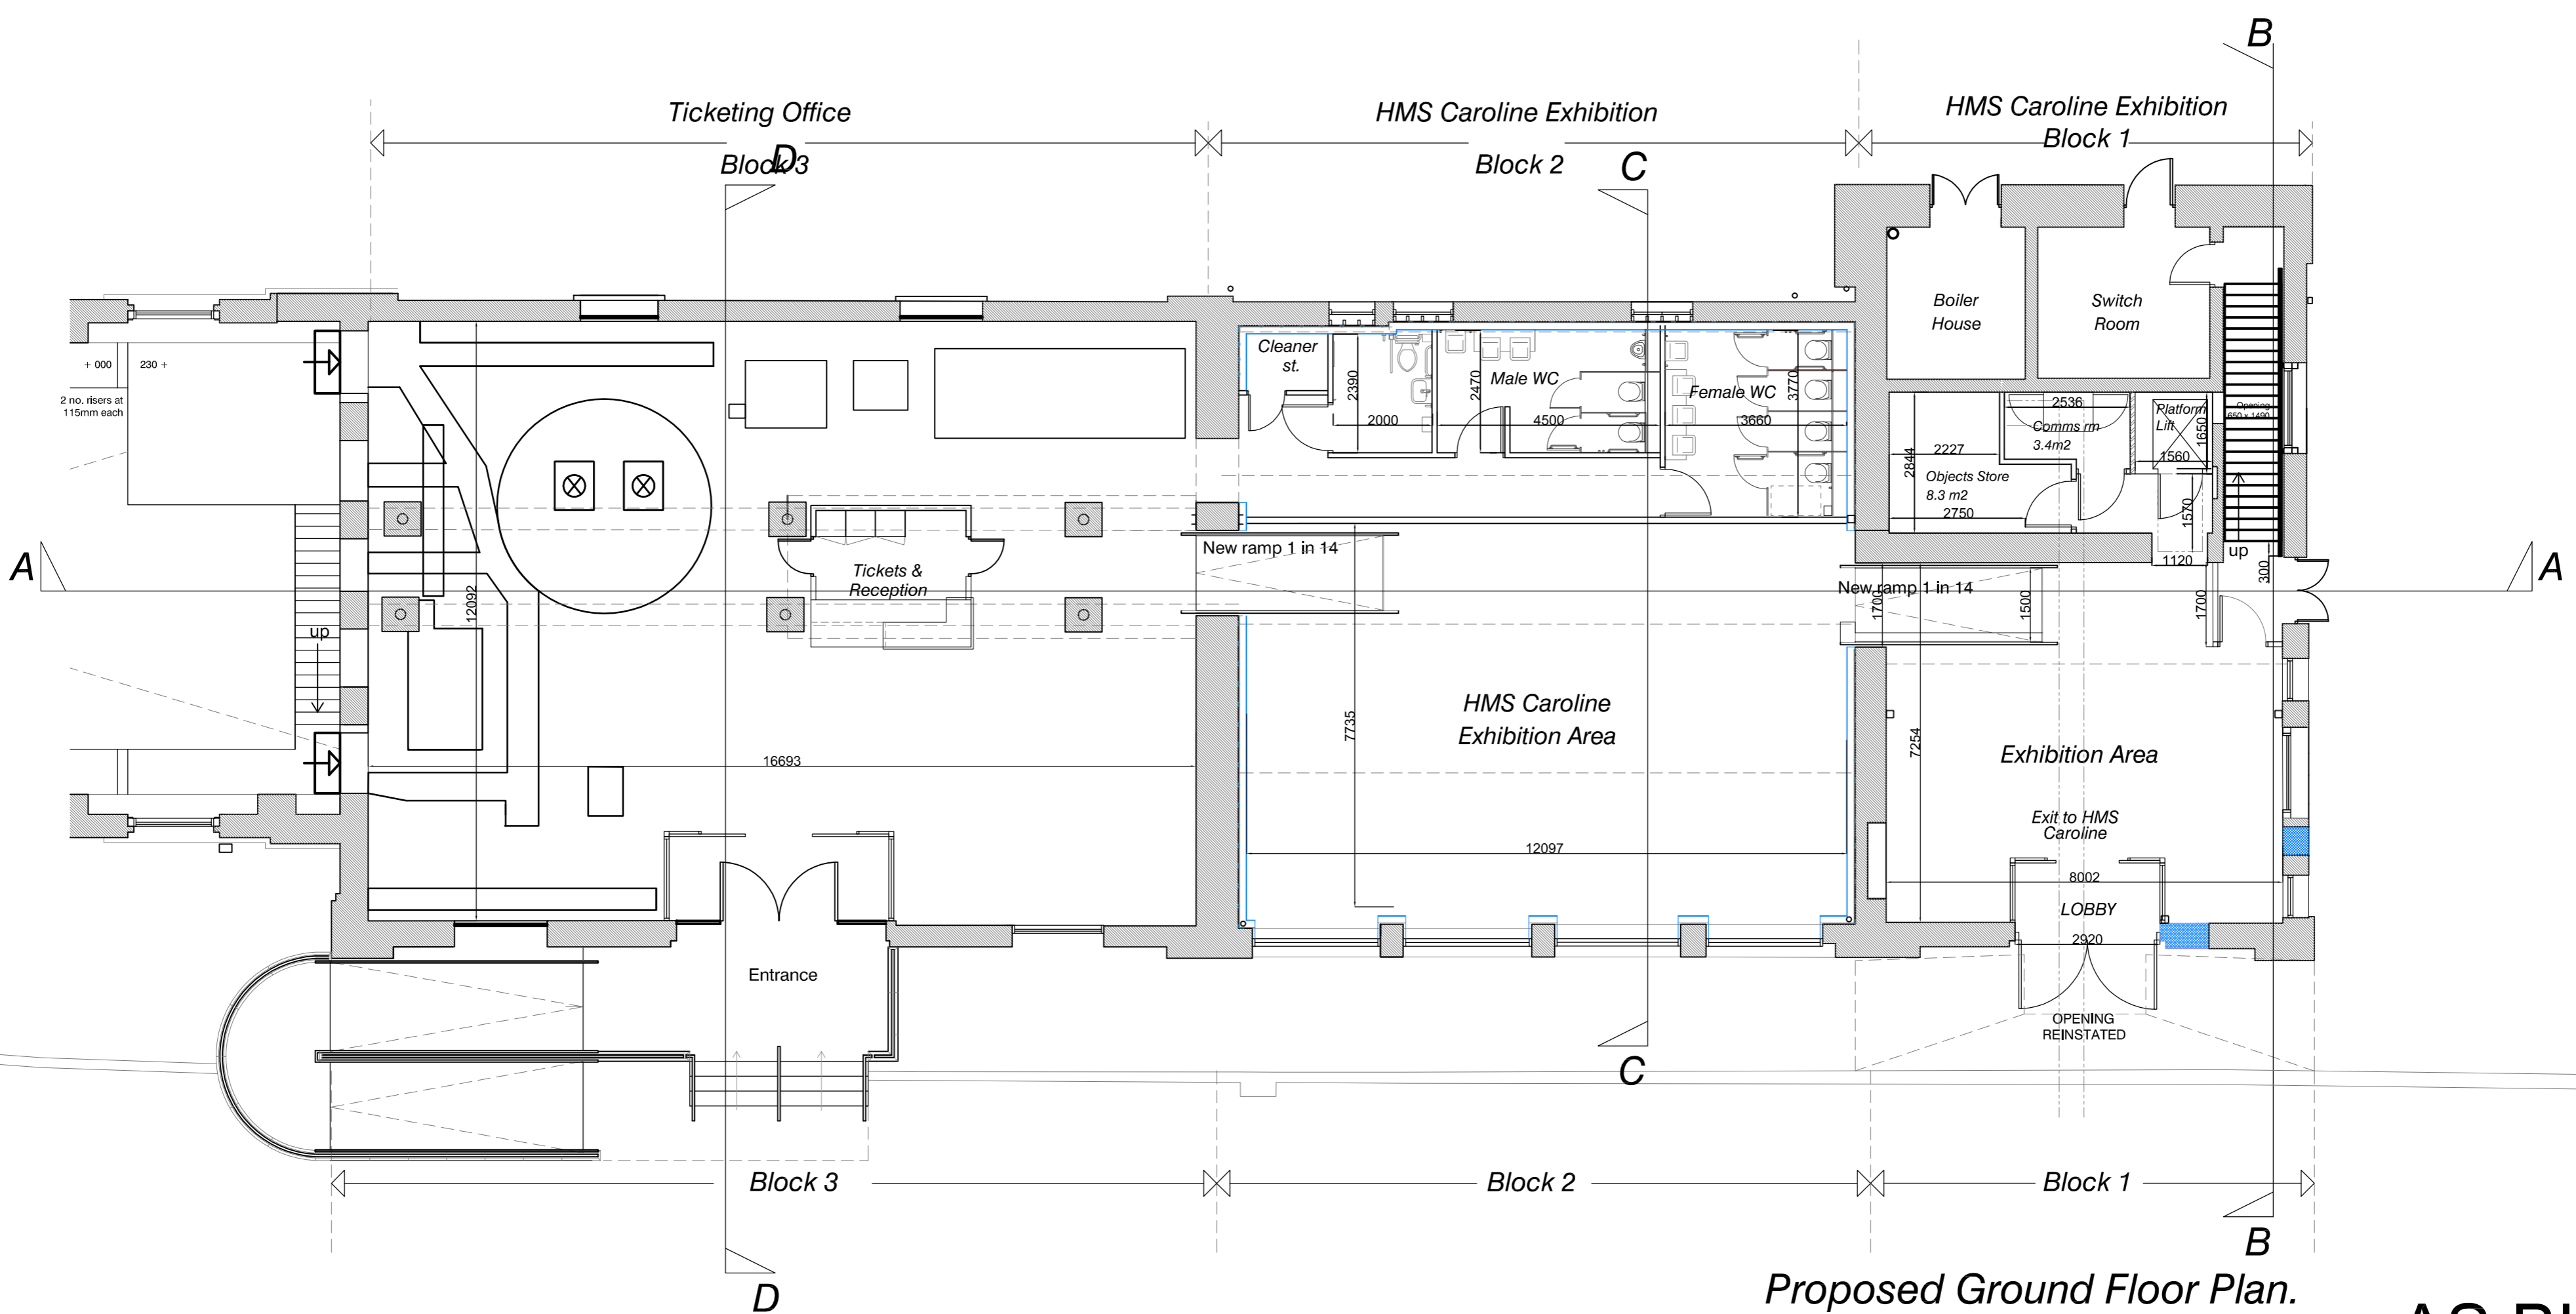 B
Ticketing Office
HMS Caroline Exhibition
HMS Caroline Exhibition
Block 1
Block 3
D
Block 2
C
Boiler
House
Switch
Room
Cleaner
st.
+ 000
230 +
2 no. risers at
115mm each
2390
2000
2470
Male WC
4500
Female WC
3770
3660
2536
Comms rm
3.4m2
Platform
Lift
1650
1560
Opening
650 x 1490
2844
2227
Objects Store
8.3 m2
2750
1570
1120
up
300
A
New ramp 1 in 14
New ramp 1 in 14
A
Tickets &
Reception
12092
1700
1500
1700
up
HMS Caroline
Exhibition Area
7735
7254
Exhibition Area
16693
Exit to HMS
Caroline
12097
8002
LOBBY
2920
Entrance
OPENING
REINSTATED
C
Block 3
Block 2
Block 1
B
D
Proposed Ground Floor Plan.